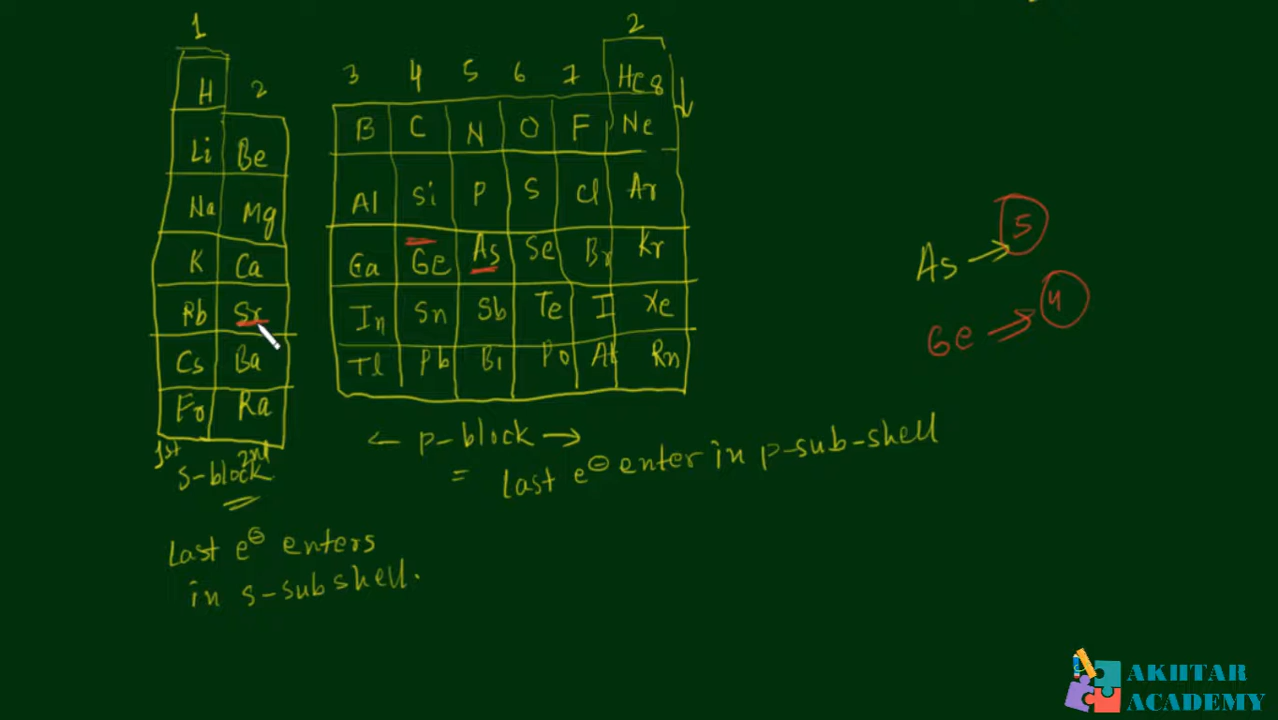 1 2
H 2 3 4 5 6 7 He 8
Li Be B C N O F Ne
Na Mg Al Si P S Cl Ar
K Ca Ga Ge As Se Br Kr
Rb Sr In Sn Sb Te I Xe
Cs Ba Tl Pb Bi Po At Rn
Fr Ra
1st 2nd
s-block
Last e⊖ enters
in s-subshell.
← p-block →
= last e⊖ enter in p-sub-shell
As → 5
Ge → 4
AKHTAR
ACADEMY